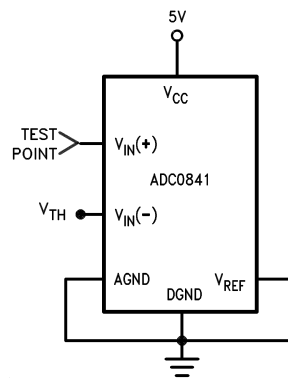 5V
VCC
TEST
POINT
VIN(+)
ADC0841
VTH
VIN(−)
AGND
VREF
DGND